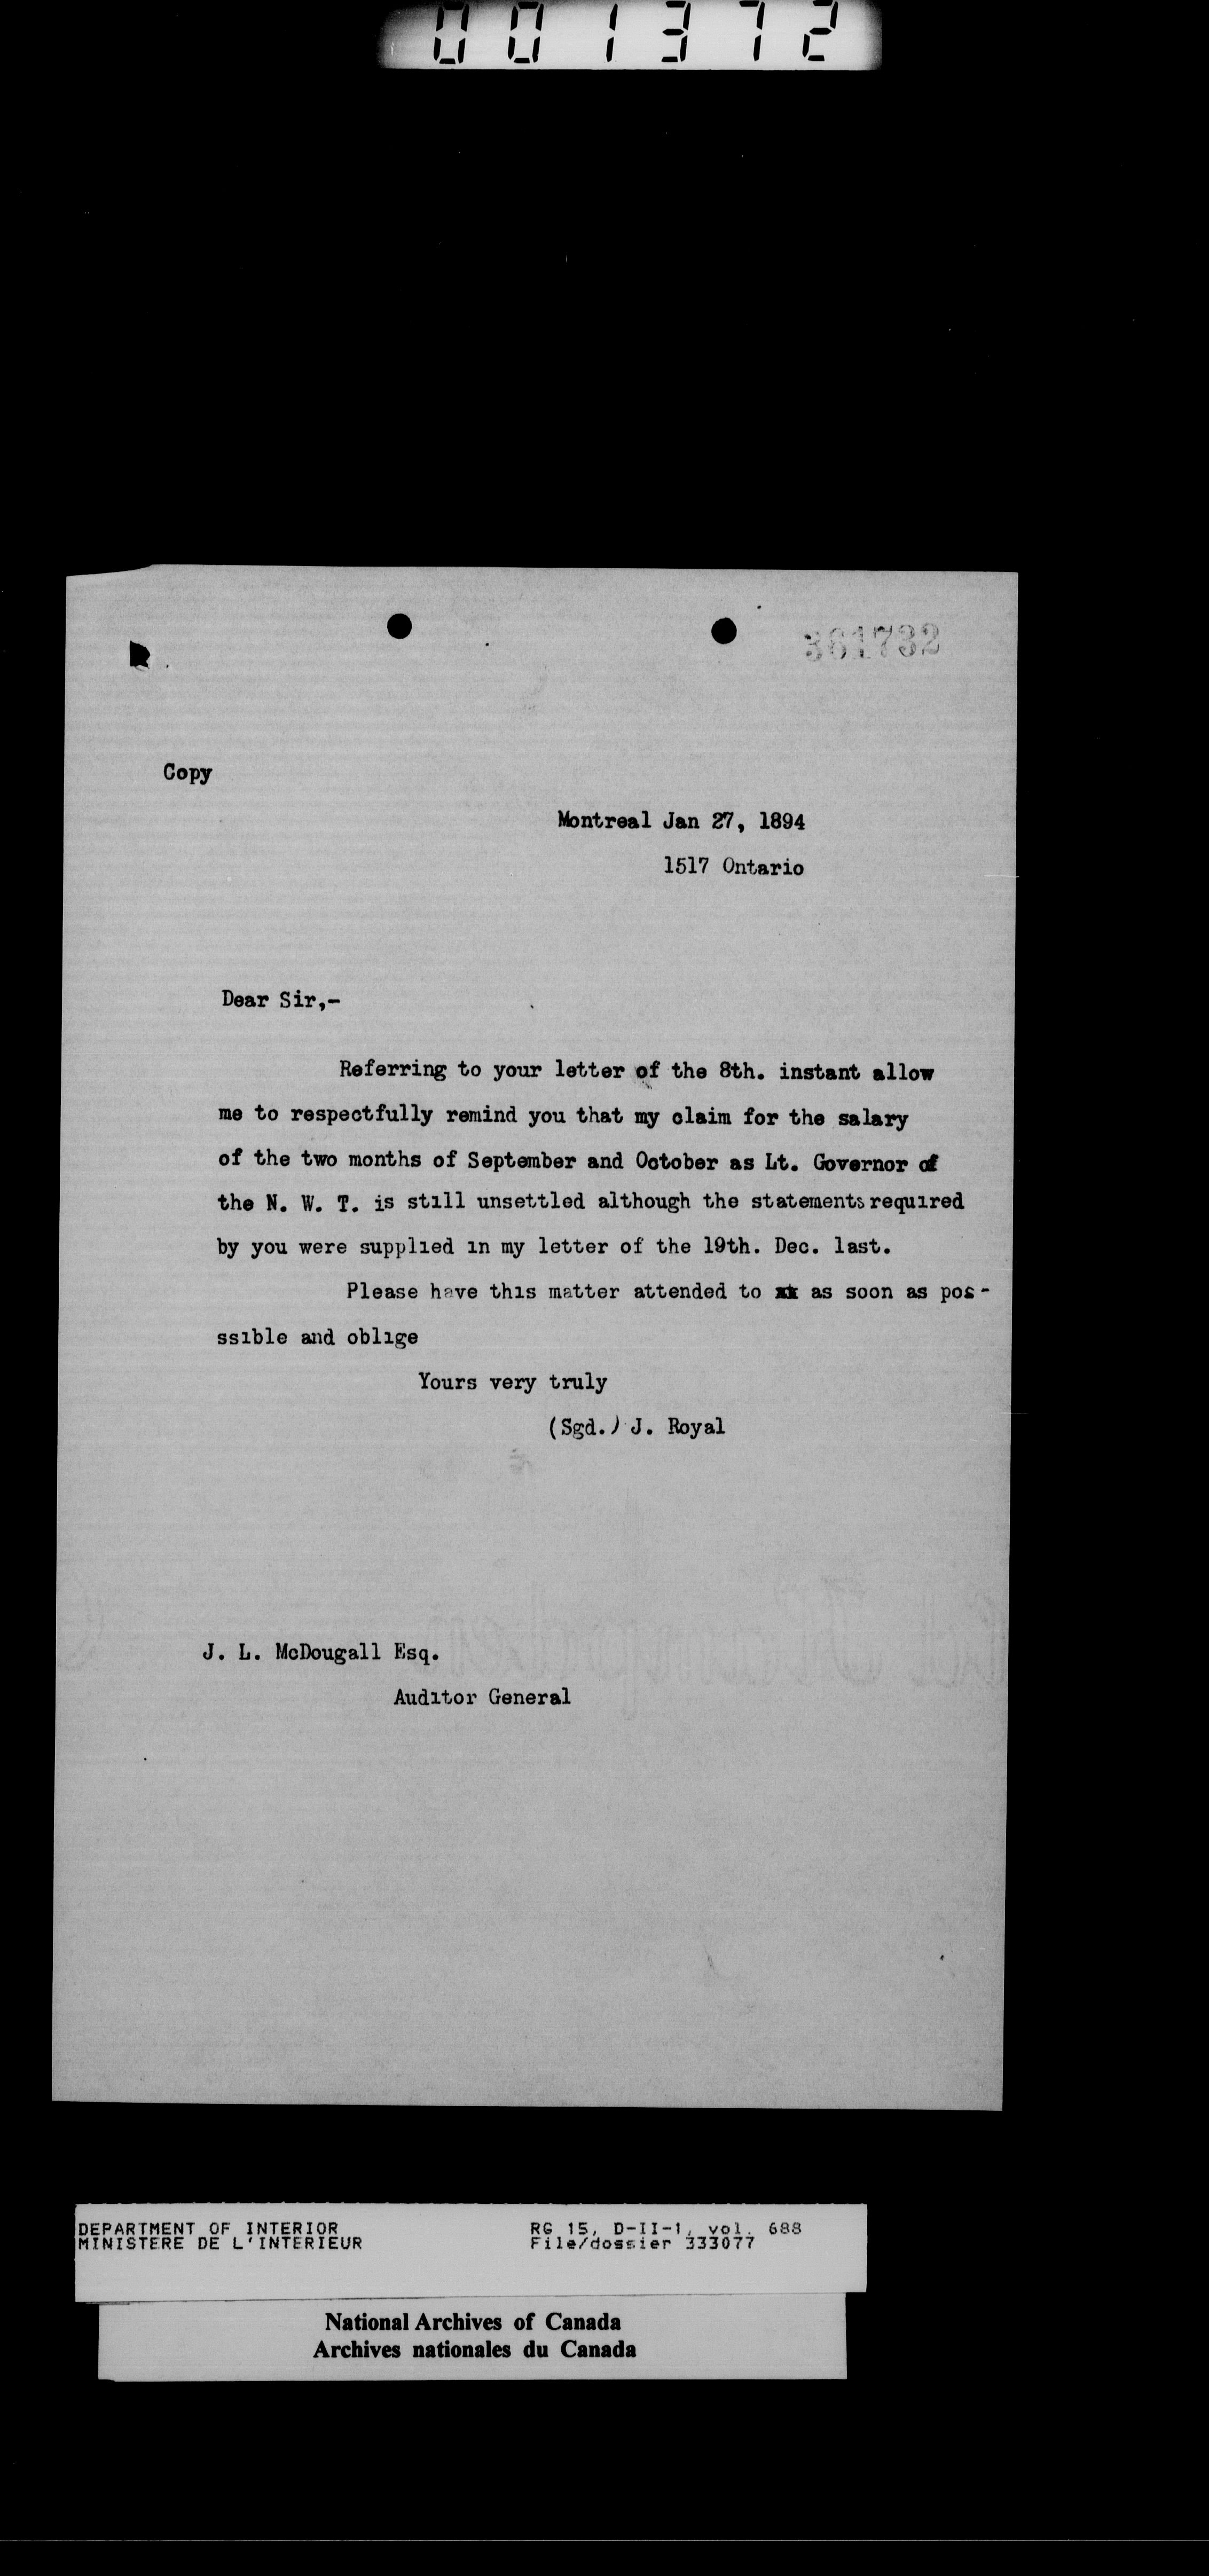 001372
361732
Copy
Montreal Jan 27, 1894
1517 Ontario
Dear Sir,-
Referring to your letter of the 8th. instant allow
me to respectfully remind you that my claim for the salary
of the two months of September and October as Lt. Governor of
the N. W. T. is still unsettled although the statements required
by you were supplied in my letter of the 19th. Dec. last.
Please have this matter attended to as soon as pos-
ssible and oblige
Yours very truly
(Sgd.) J. Royal
J. L. McDougall Esq.
Auditor General
DEPARTMENT OF INTERIOR RG 15, D-II-1, vol. 688
MINISTERE DE L'INTERIEUR File/dossier 333077
National Archives of Canada
Archives nationales du Canada